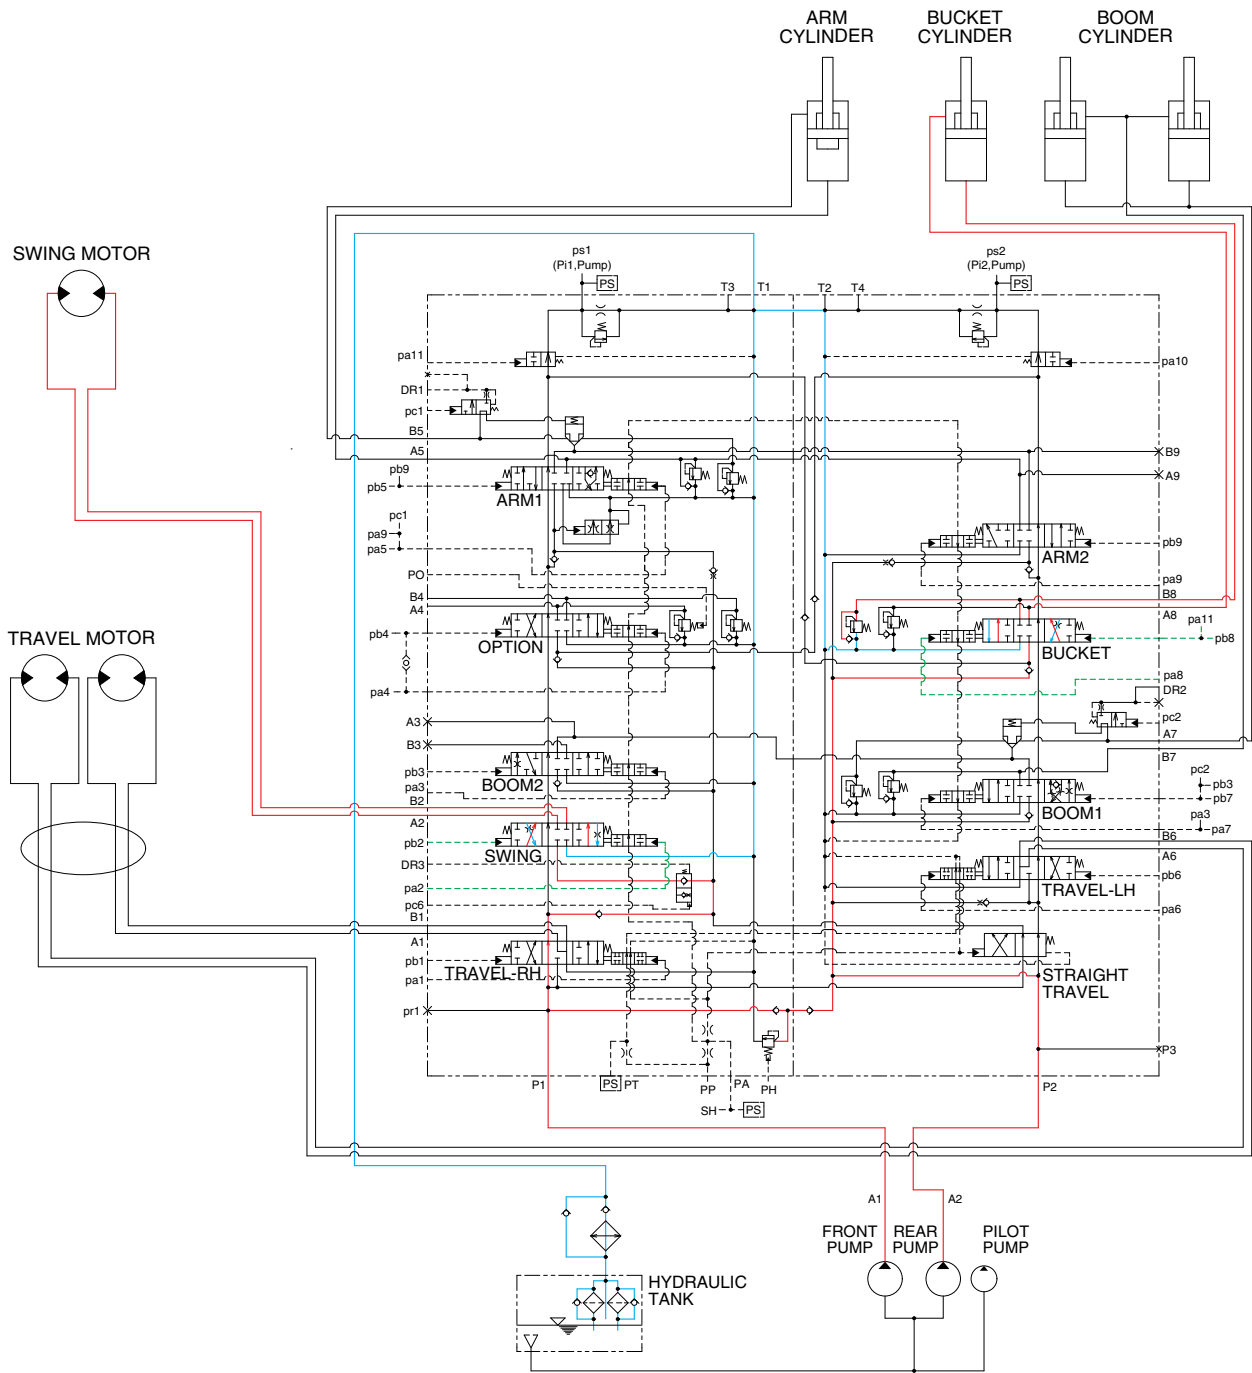 ARM
CYLINDER
BUCKET
CYLINDER
BOOM
CYLINDER
SWING MOTOR
ps1
(Pi1,Pump)
PS
ps2
(Pi2,Pump)
PS
T3
T1
T2
T4
pa11
pa10
DR1
pc1
B5
A5
B9
pb9
A9
pb5
ARM1
pc1
pa9
pa5
ARM2
pb9
PO
pa9
B4
B8
A4
A8
pa11
pb4
OPTION
BUCKET
pb8
TRAVEL MOTOR
pa4
pa8
DR2
A3
pc2
B3
A7
B7
pb3
BOOM2
pc2
pa3
pb3
B2
BOOM1
pb7
pa3
A2
pa7
pb2
SWING
B6
DR3
A6
TRAVEL-LH
pb6
pa2
pc6
pa6
B1
A1
pb1
TRAVEL-RH
STRAIGHT
TRAVEL
pa1
pr1
P3
P1
PS
PT
PP
PA
PH
P2
SH
PS
A1
A2
FRONT
PUMP
REAR
PUMP
PILOT
PUMP
HYDRAULIC
TANK